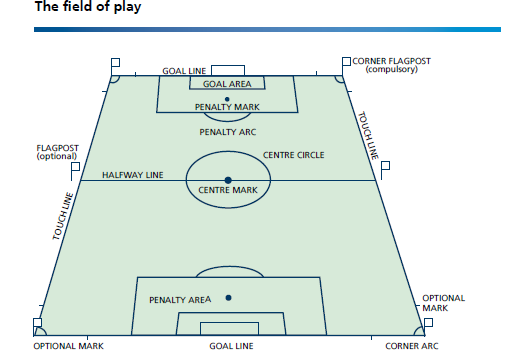 The field of play
CORNER FLAGPOST
(compulsory)
GOAL LINE
GOAL AREA
PENALTY MARK
PENALTY ARC
TOUCH LINE
FLAGPOST
(optional)
CENTRE CIRCLE
HALFWAY LINE
CENTRE MARK
TOUCH LINE
PENALTY AREA
OPTIONAL
MARK
OPTIONAL MARK
GOAL LINE
CORNER ARC